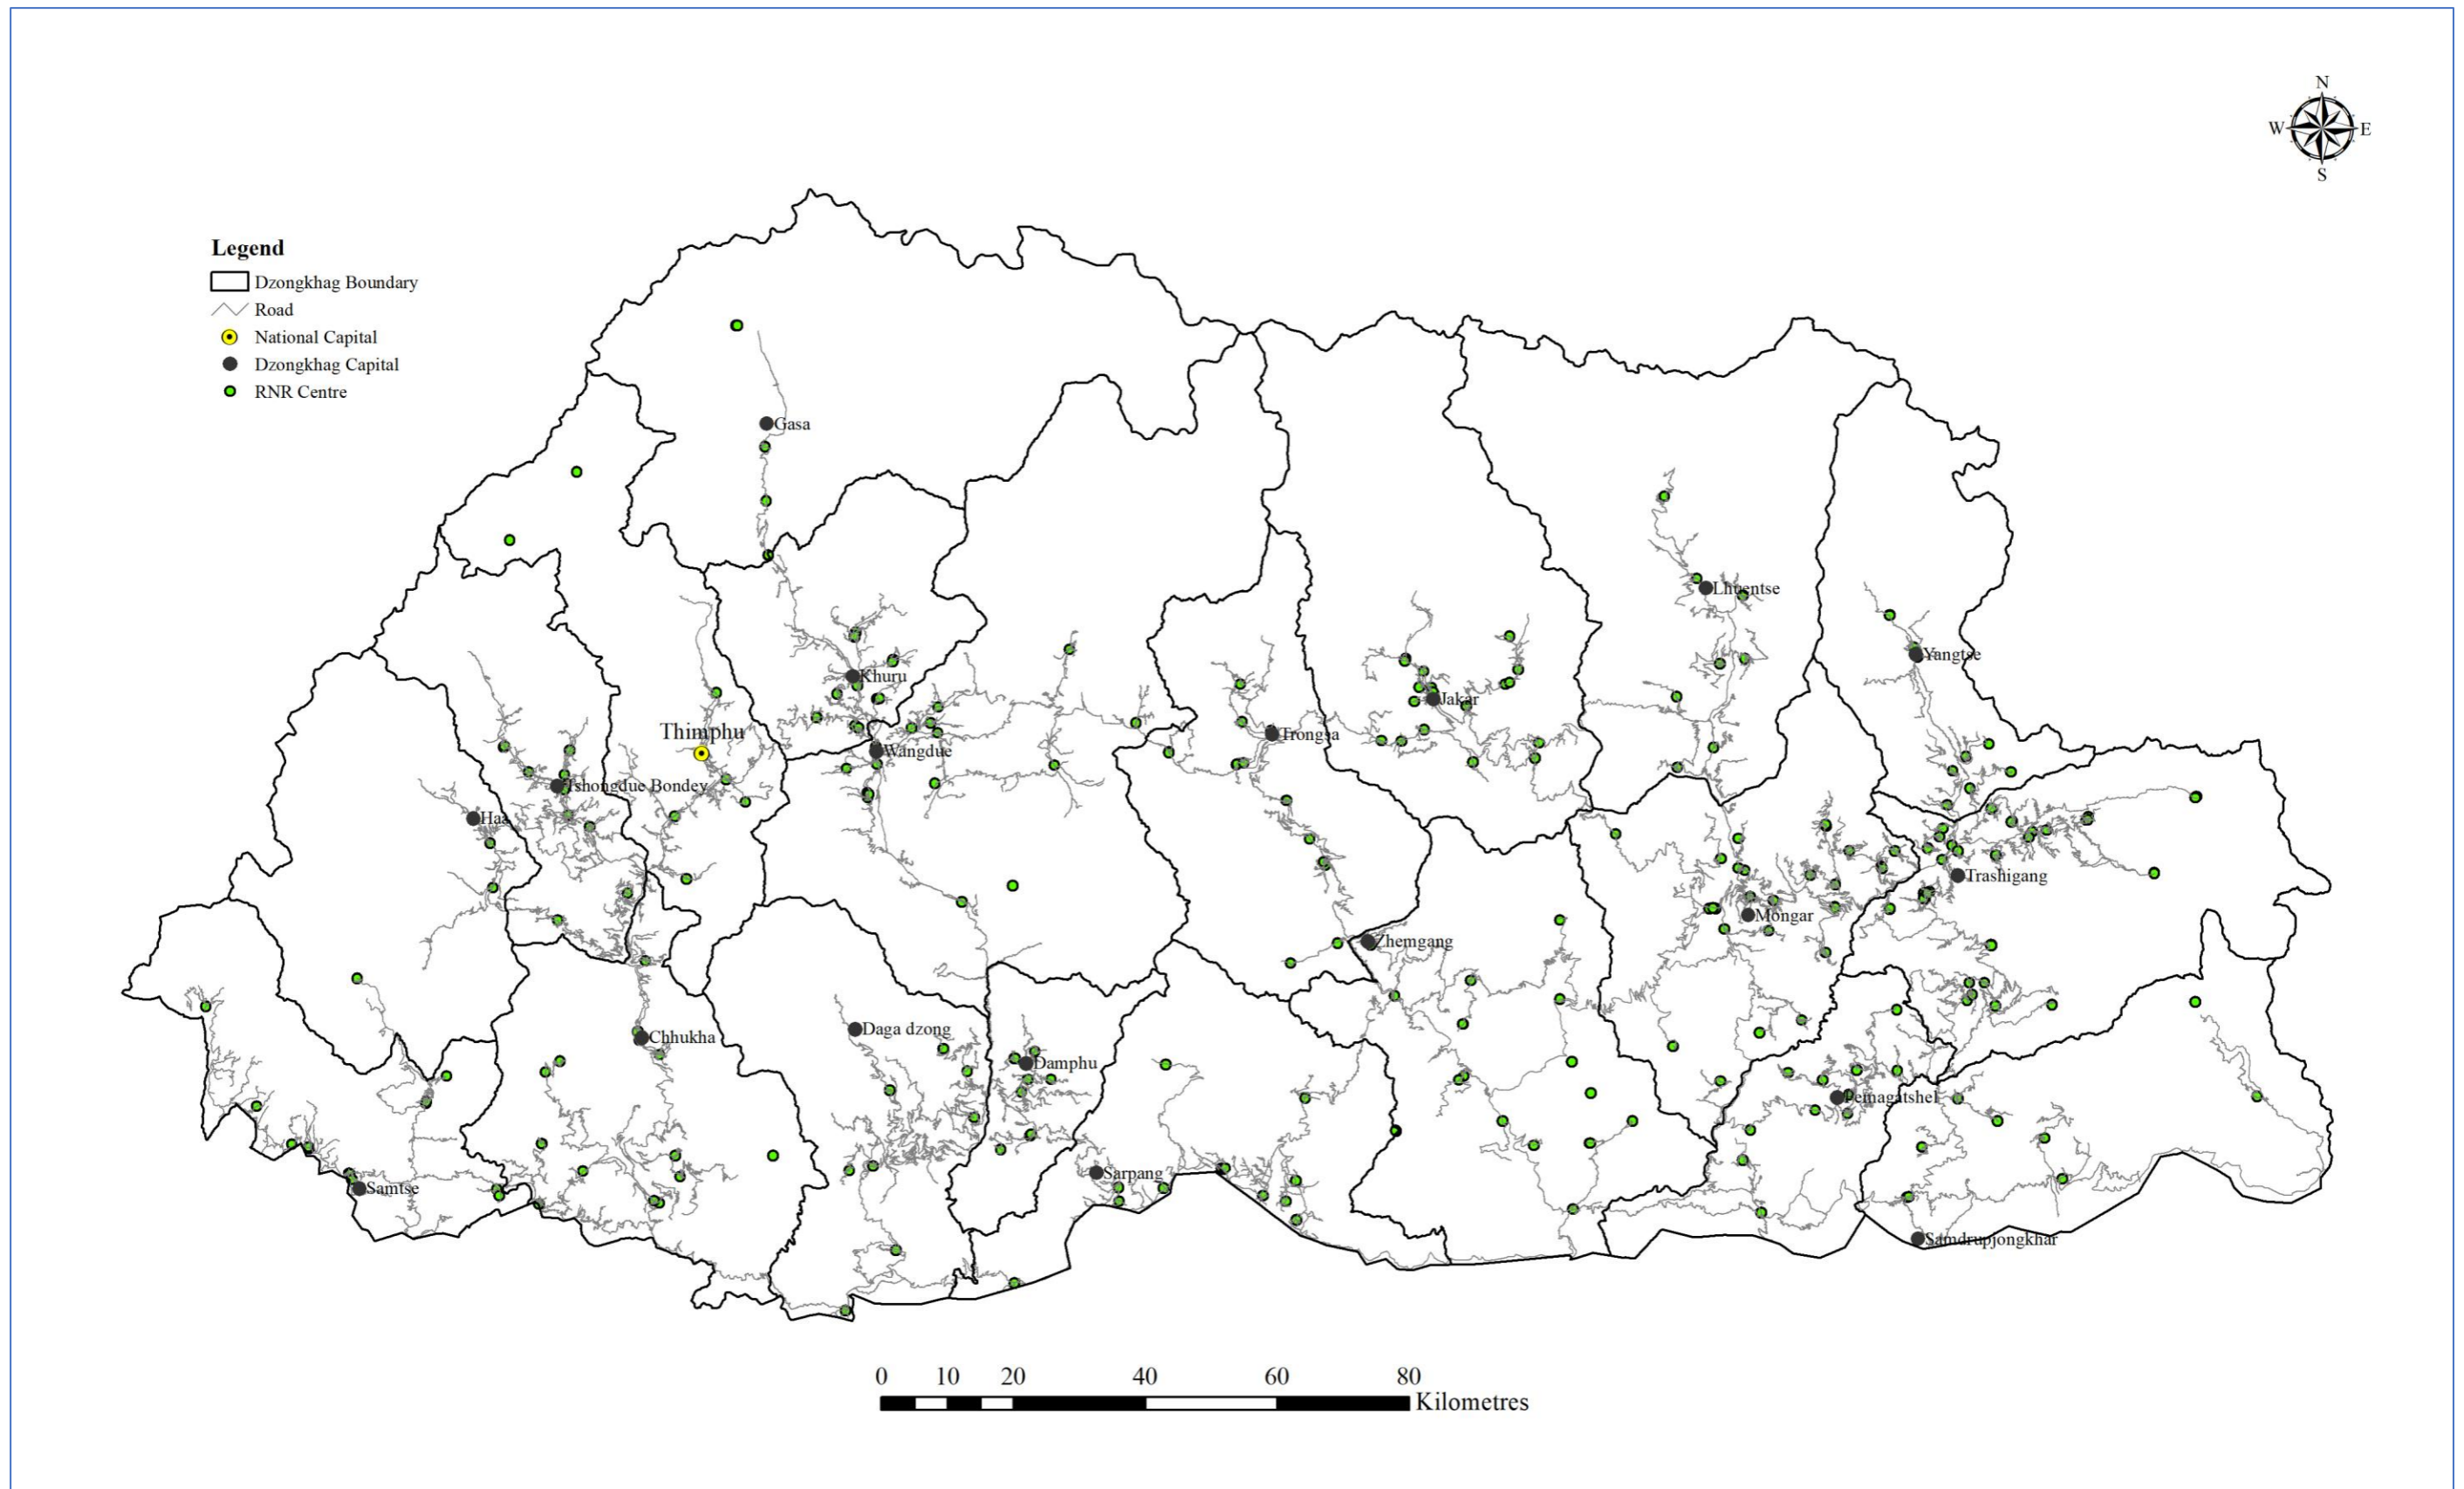 N
W E
S
Legend
Dzongkhag Boundary
Road
National Capital
Dzongkhag Capital
RNR Centre
Gasa
Lhuentse
Yangtse
Khuru
Jakar
Thimphu
Trongsa
Wangdue
Tshongdue Bondey
Haa
Trashigang
Mongar
Zhemgang
Daga dzong
Chhukha
Damphu
Pemagatshel
Sarpang
Samtse
Samdrupjongkhar
0 10 20 40 60 80
Kilometres